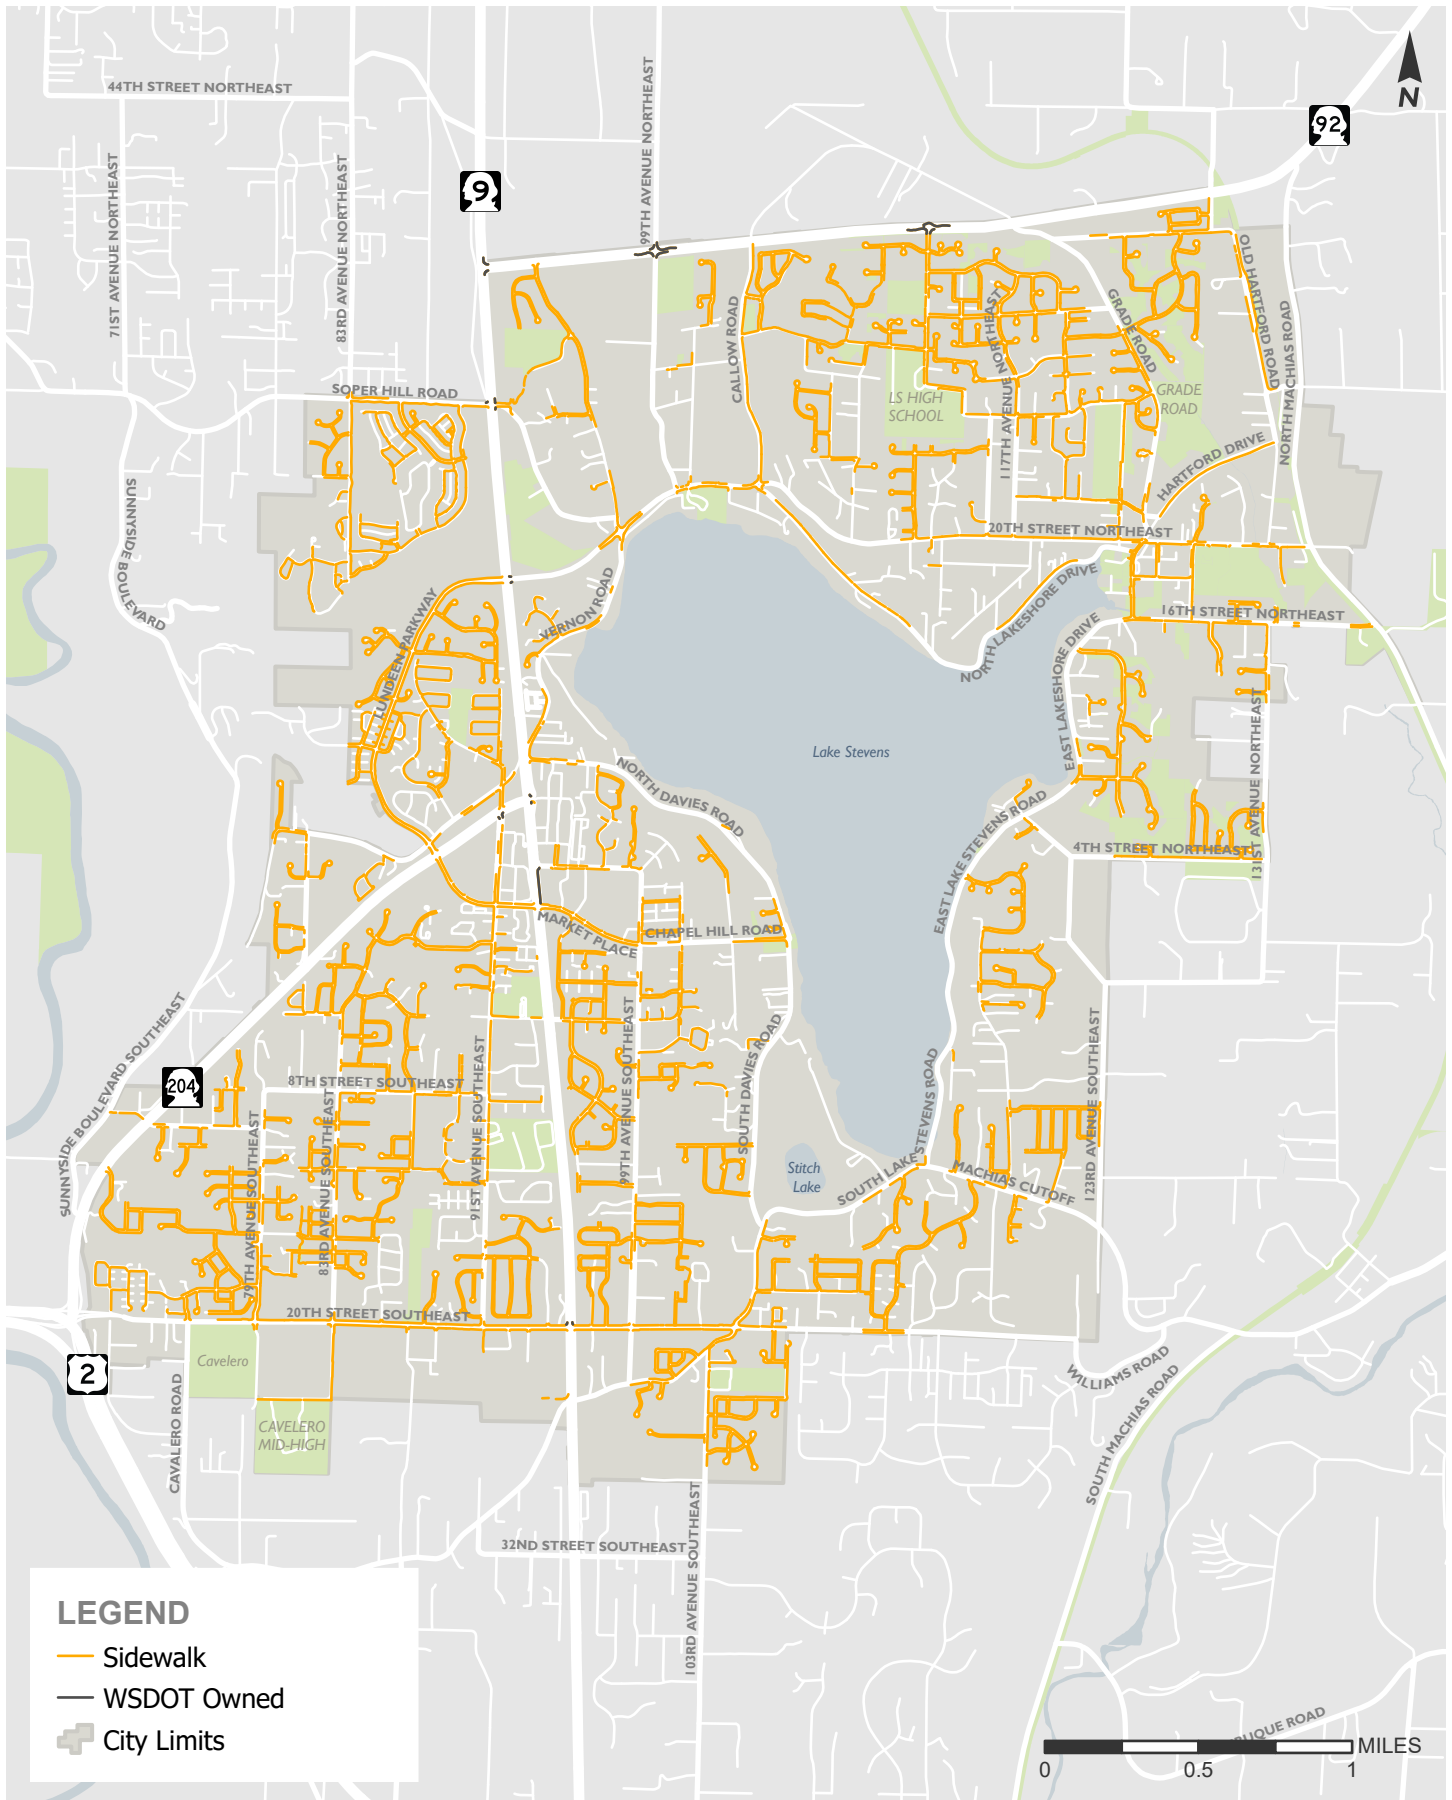 44TH STREET NORTHEAST
71ST AVENUE NORTHEAST
83RD AVENUE NORTHEAST
99TH AVENUE NORTHEAST
9
92
N
SOPER HILL ROAD
CALLOW ROAD
117TH AVENUE NORTHEAST
GRADE ROAD
OLD HARTFORD ROAD
NORTH MACHIAS ROAD
LS HIGH
SCHOOL
GRADE
ROAD
HARTFORD DRIVE
SUNNYSIDE BOULEVARD
20TH STREET NORTHEAST
LUNDEEN PARKWAY
VERNON ROAD
NORTH LAKESHORE DRIVE
16TH STREET NORTHEAST
EAST LAKESHORE DRIVE
131ST AVENUE NORTHEAST
Lake Stevens
NORTH DAVIES ROAD
EAST LAKE STEVENS ROAD
4TH STREET NORTHEAST
MARKET PLACE
CHAPEL HILL ROAD
SUNNYSIDE BOULEVARD SOUTHEAST
204
8TH STREET SOUTHEAST
79TH AVENUE SOUTHEAST
83RD AVENUE SOUTHEAST
91ST AVENUE SOUTHEAST
99TH AVENUE SOUTHEAST
SOUTH DAVIES ROAD
Stitch
Lake
SOUTH LAKE STEVENS ROAD
MACHIAS CUTOFF
123RD AVENUE SOUTHEAST
20TH STREET SOUTHEAST
2
Cavelero
CAVALERO ROAD
CAVELERO
MID-HIGH
WILLIAMS ROAD
SOUTH MACHIAS ROAD
32ND STREET SOUTHEAST
103RD AVENUE SOUTHEAST
LEGEND
Sidewalk
WSDOT Owned
City Limits
UQUE ROAD
MILES
0
0.5
1